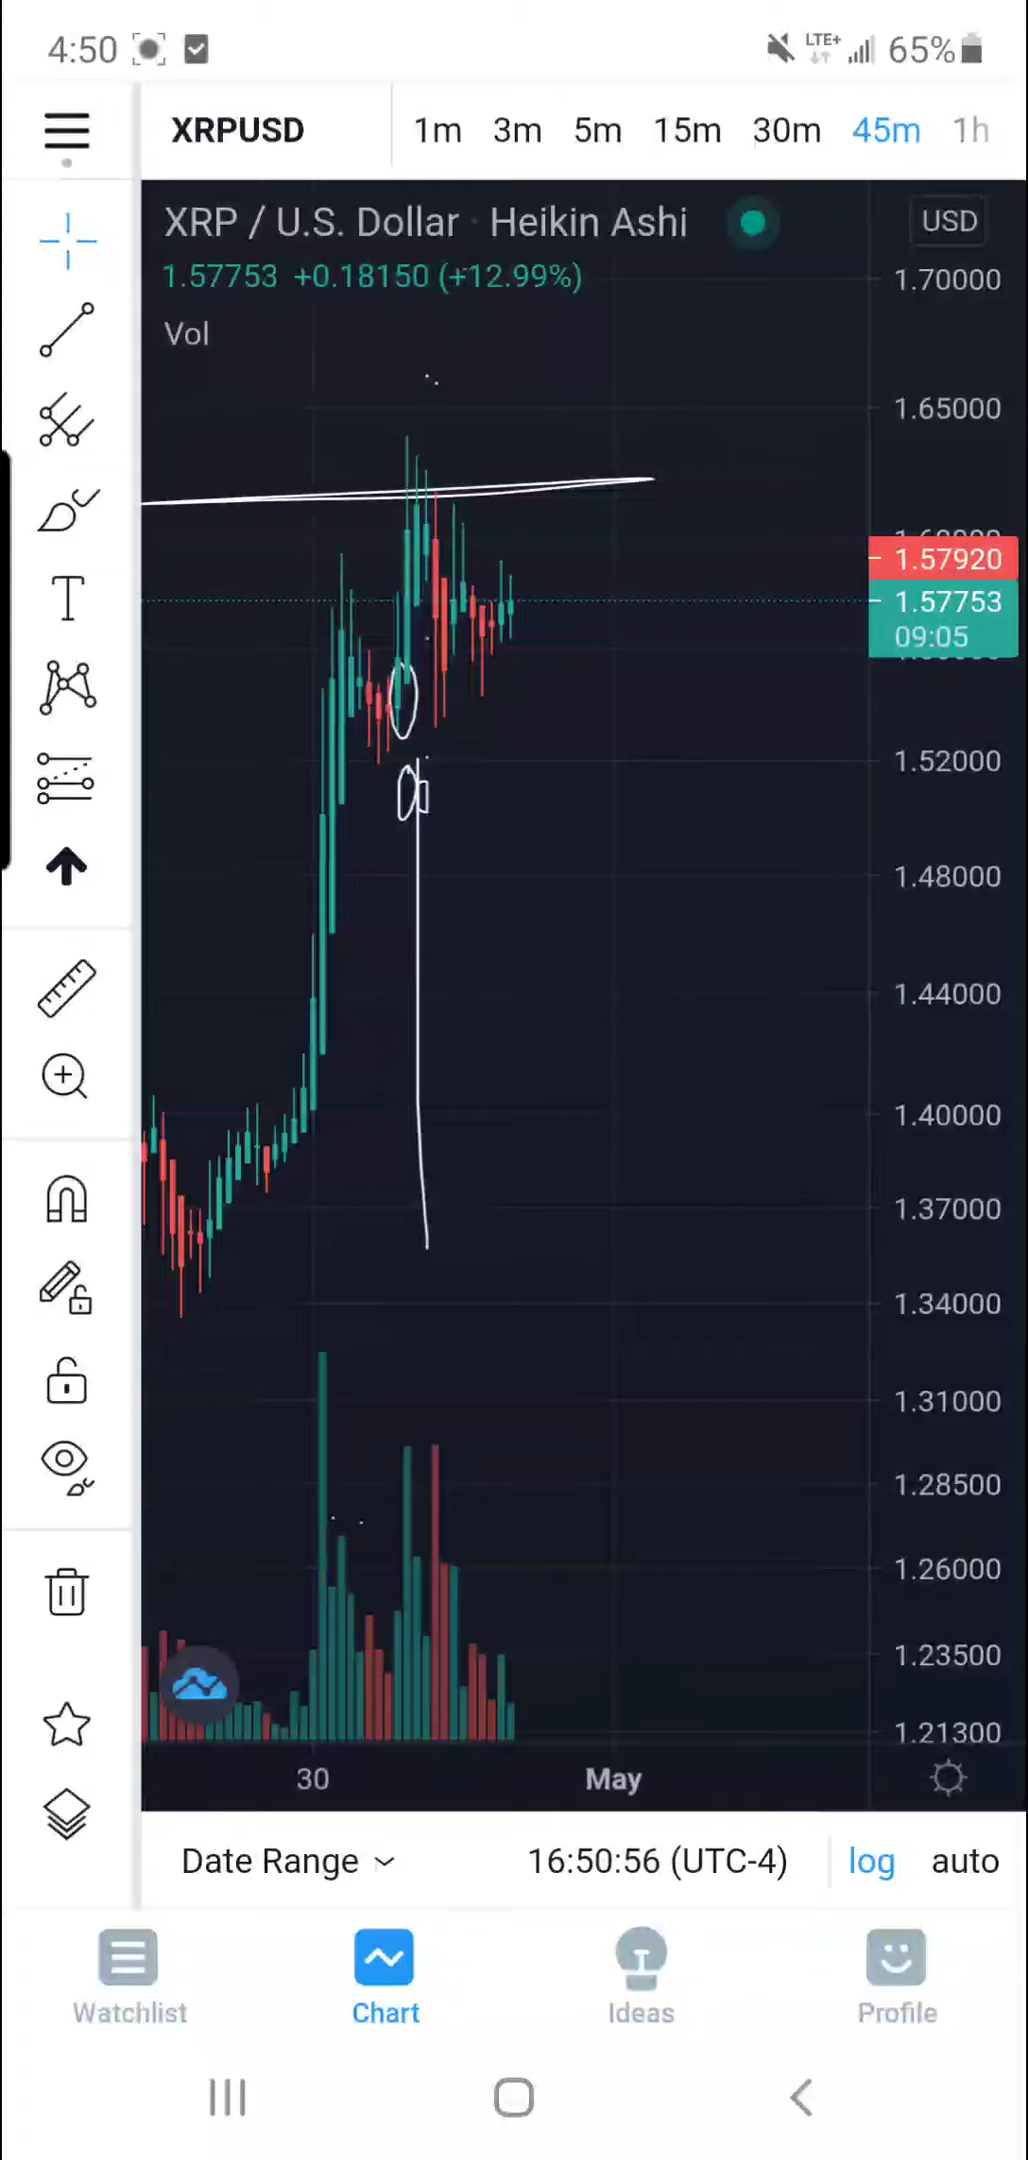 4:50 LTE+ 65%
XRPUSD 1m 3m 5m 15m 30m 45m 1h
XRP / U.S. Dollar · Heikin Ashi USD
1.57753 +0.18150 (+12.99%)
1.70000
Vol
1.65000
1.57920
1.57753
09:05
1.52000
1.48000
1.44000
1.40000
1.37000
1.34000
1.31000
1.28500
1.26000
1.23500
1.21300
30 May
Date Range 16:50:56 (UTC-4) log auto
Watchlist Chart Ideas Profile